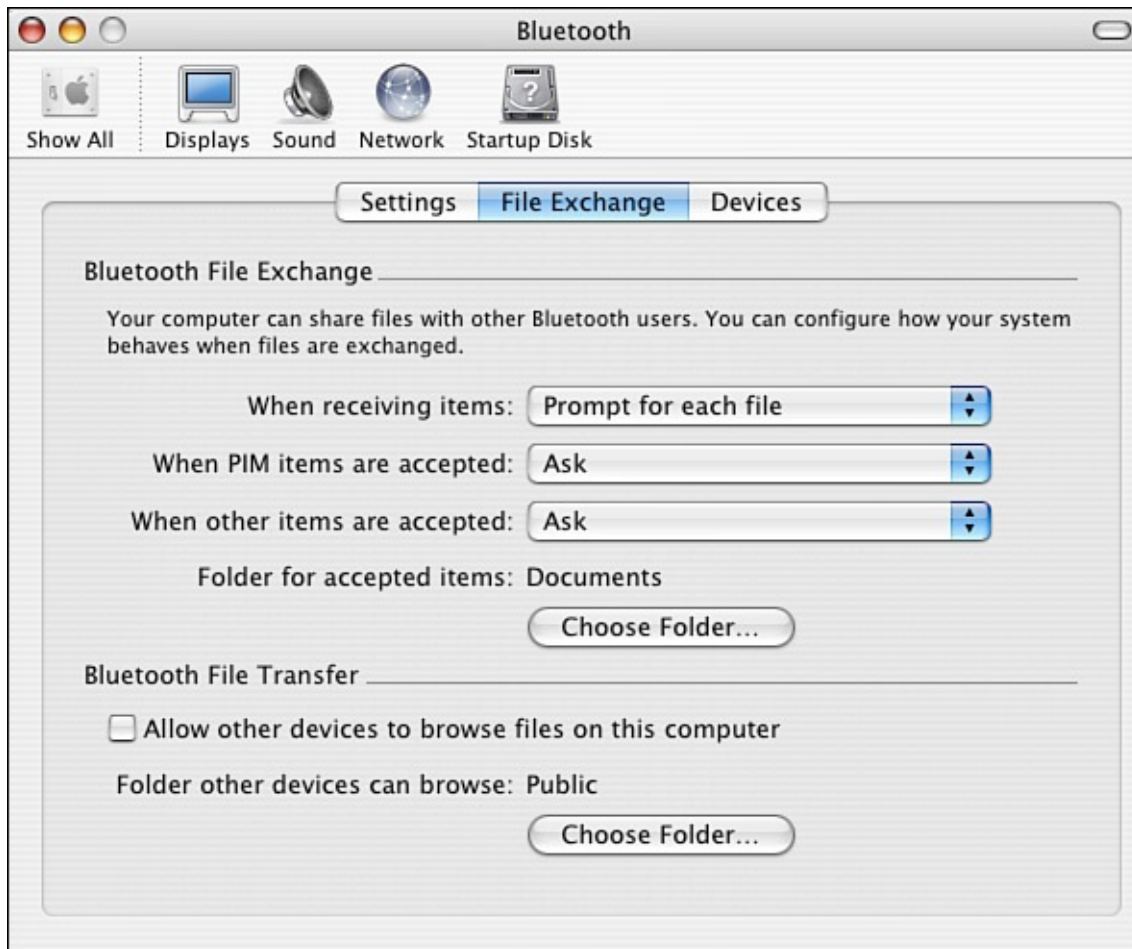 Bluetooth
Show All
Displays
Sound
Network
Startup Disk
Settings
File Exchange
Devices
Bluetooth File Exchange
Your computer can share files with other Bluetooth users. You can configure how your system
behaves when files are exchanged.
When receiving items: Prompt for each file
When PIM items are accepted: Ask
When other items are accepted: Ask
Folder for accepted items: Documents
Choose Folder...
Bluetooth File Transfer
Allow other devices to browse files on this computer
Folder other devices can browse: Public
Choose Folder...